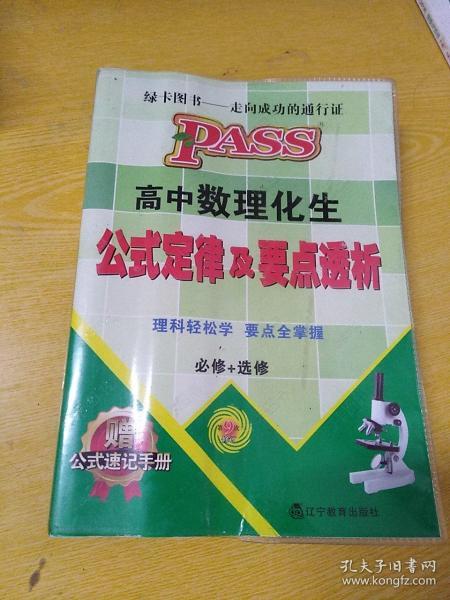 绿卡图书——走向成功的通行证
PASS
高中数理化生
公式定律及要点透析
理科轻松学 要点全掌握
必修+选修
赠
公式速记手册
辽宁教育出版社
孔夫子旧书网
www.kongfz.com